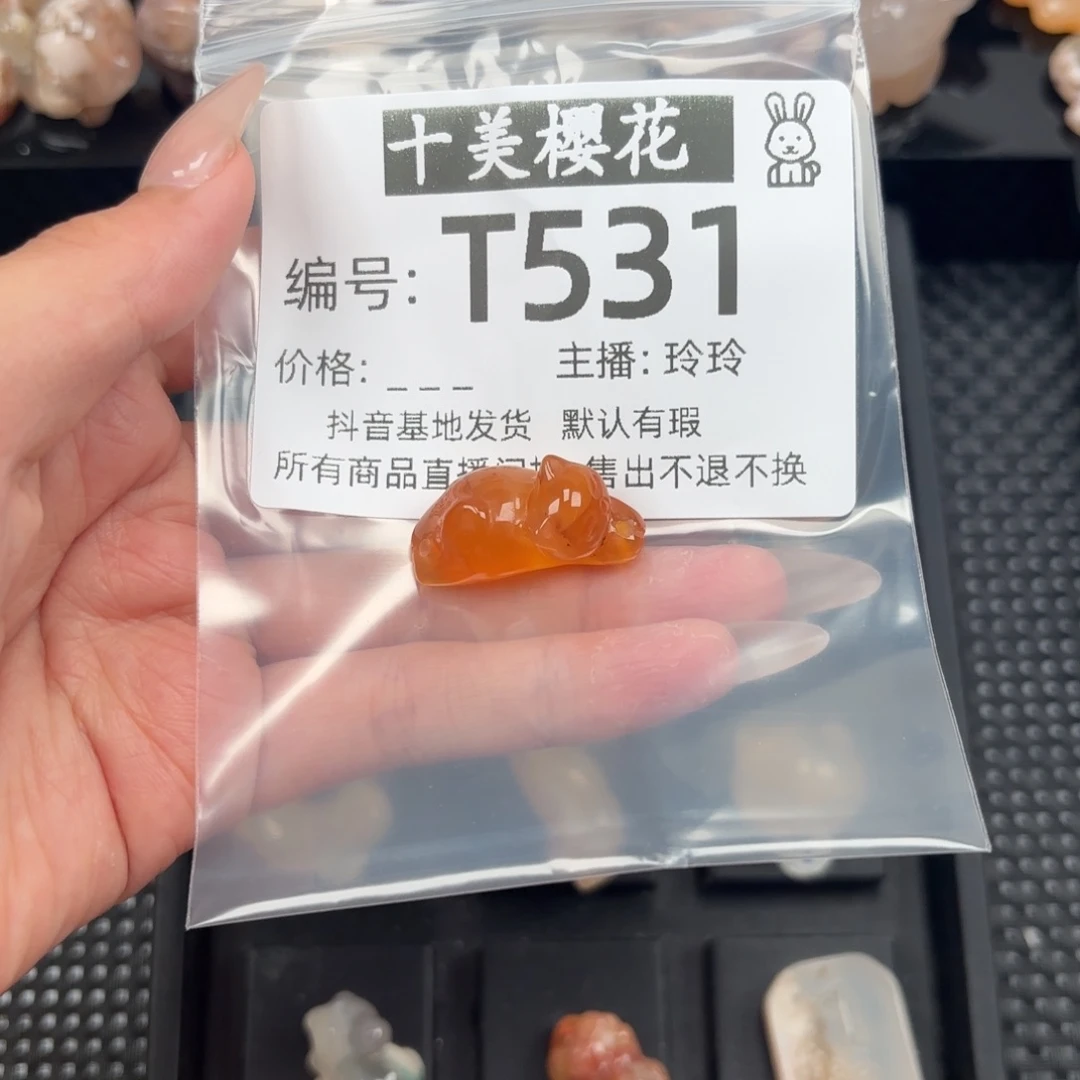 十美樱花
编号: T531
价格: _ _ _ 主播: 玲玲
抖音基地发货 默认有瑕
所有商品直播 售出不退不换